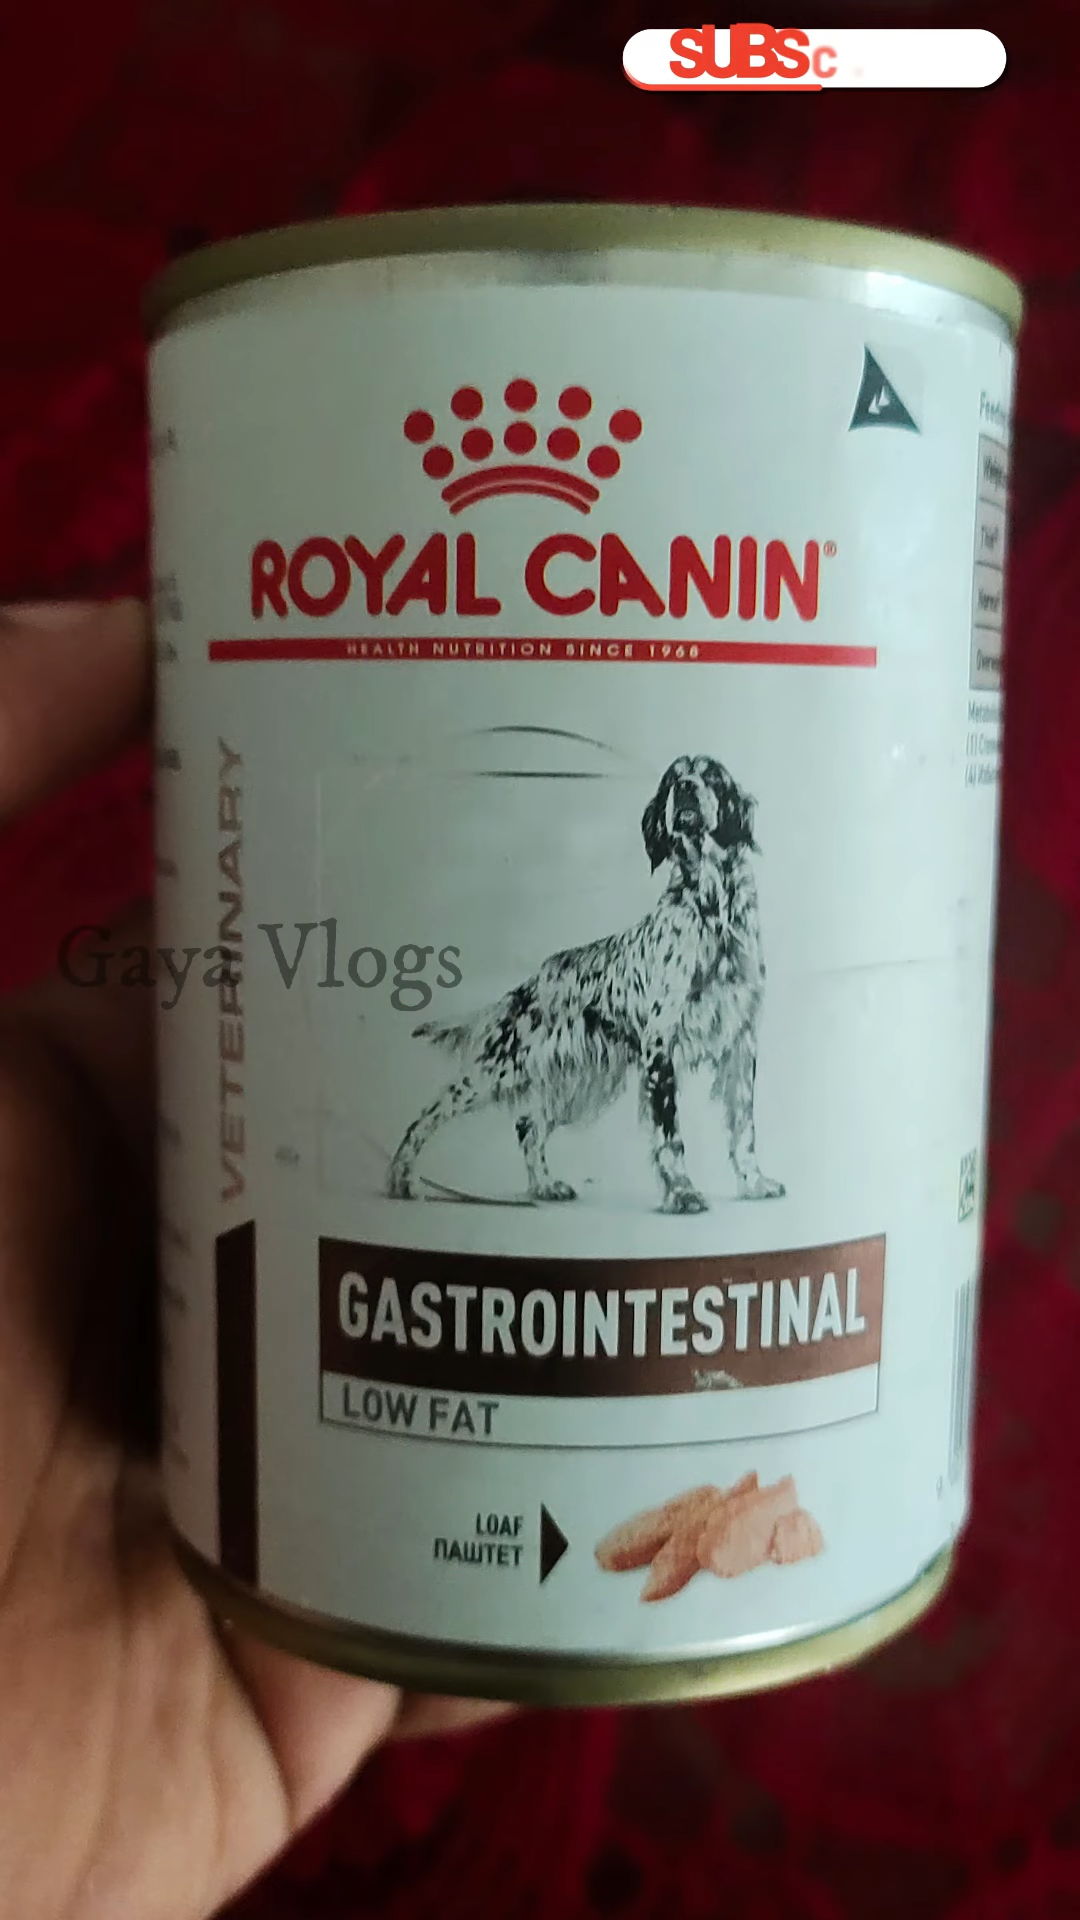 SUBSC
ROYAL CANIN®
HEALTH NUTRITION SINCE 1968
VETERINARY
Gaya Vlogs
GASTROINTESTINAL
LOW FAT
LOAF
ПАШТЕТ